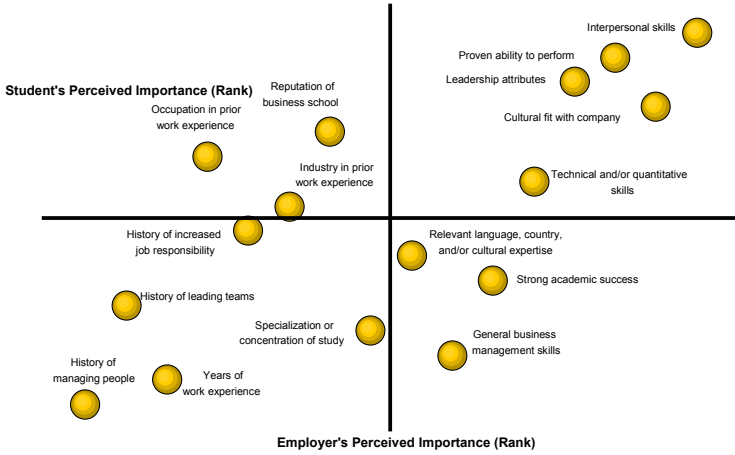 Interpersonal skills
Proven ability to perform
Leadership attributes
Student's Perceived Importance (Rank)
Reputation of
business school
Occupation in prior
work experience
Cultural fit with company
Industry in prior
work experience
Technical and/or quantitative
skills
History of increased
job responsibility
Relevant language, country,
and/or cultural expertise
Strong academic success
History of leading teams
Specialization or
concentration of study
General business
management skills
History of
managing people
Years of
work experience
Employer's Perceived Importance (Rank)